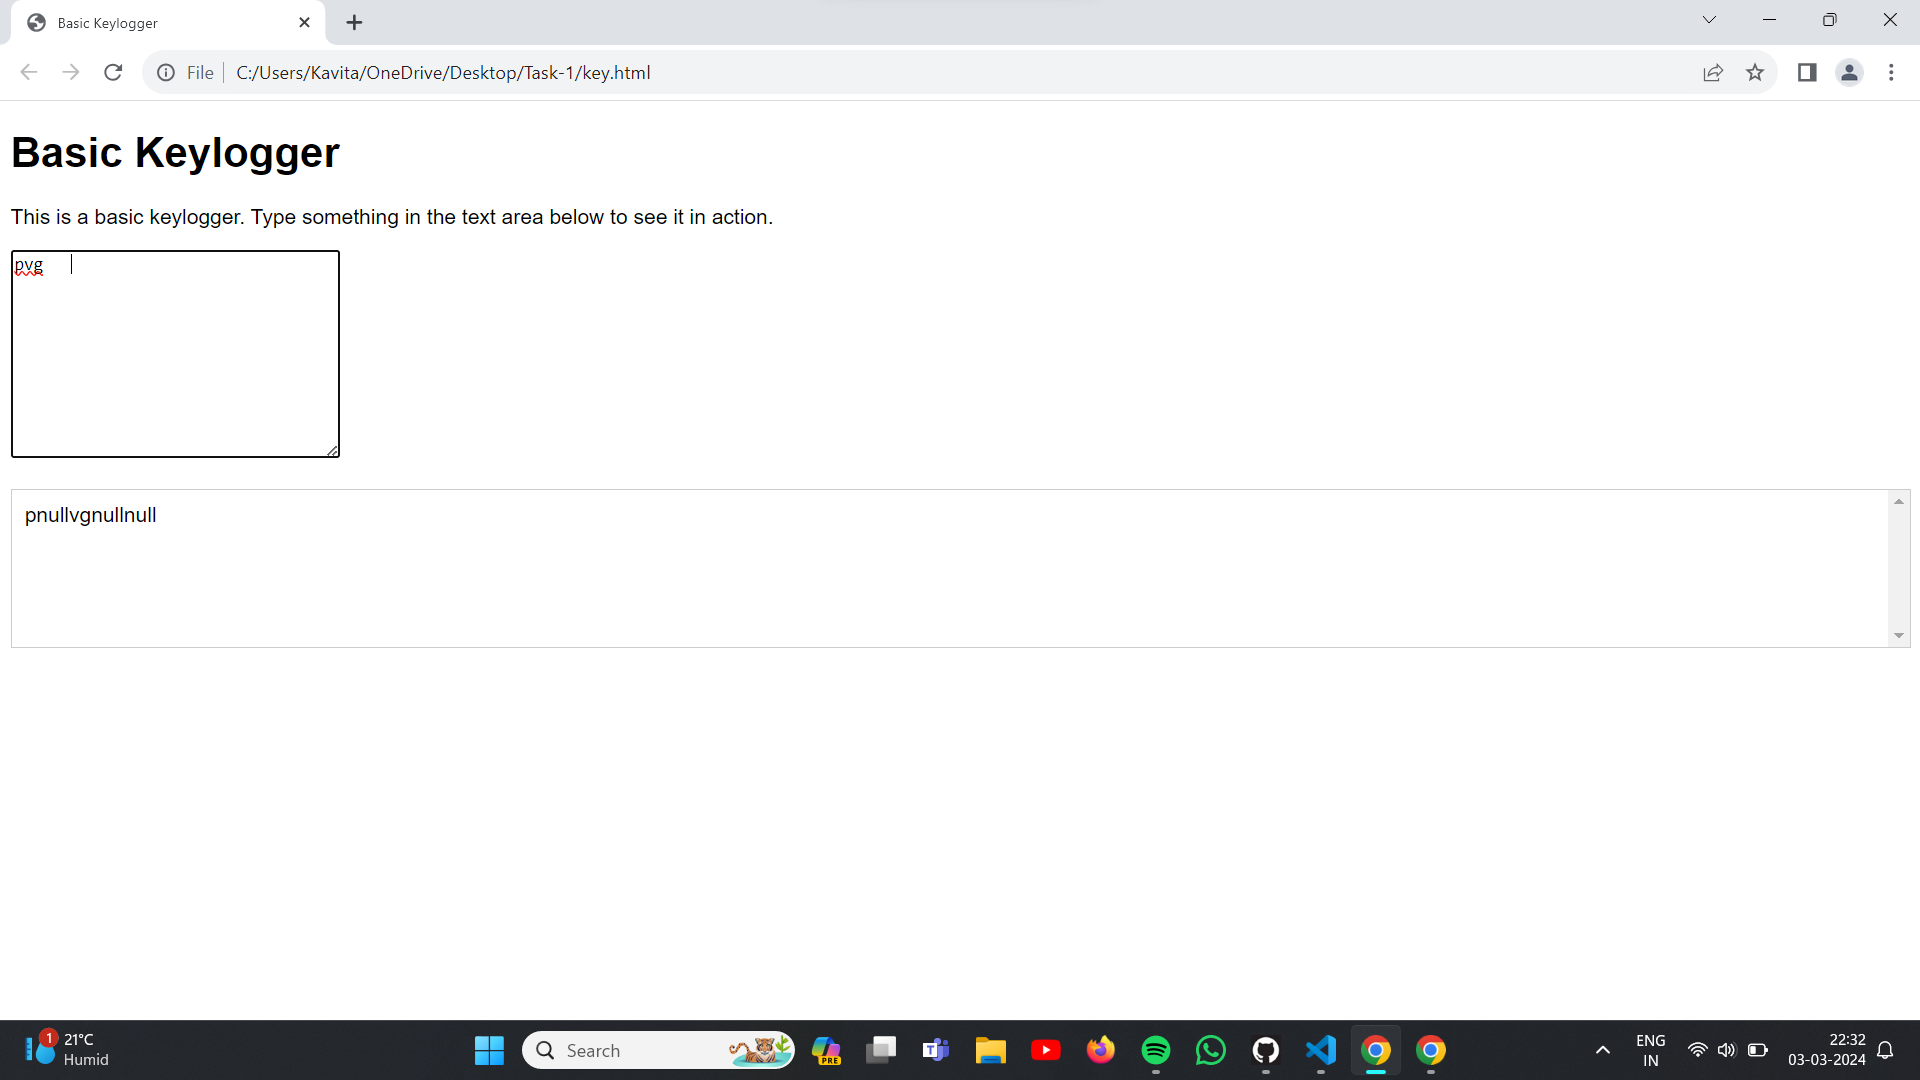 Basic Keylogger
File
C:/Users/Kavita/OneDrive/Desktop/Task-1/key.html
Basic Keylogger
This is a basic keylogger. Type something in the text area below to see it in action.
pvg
pnullvgnullnull
1
21°C
Humid
Search
PRE
T
ENG
IN
22:32
03-03-2024